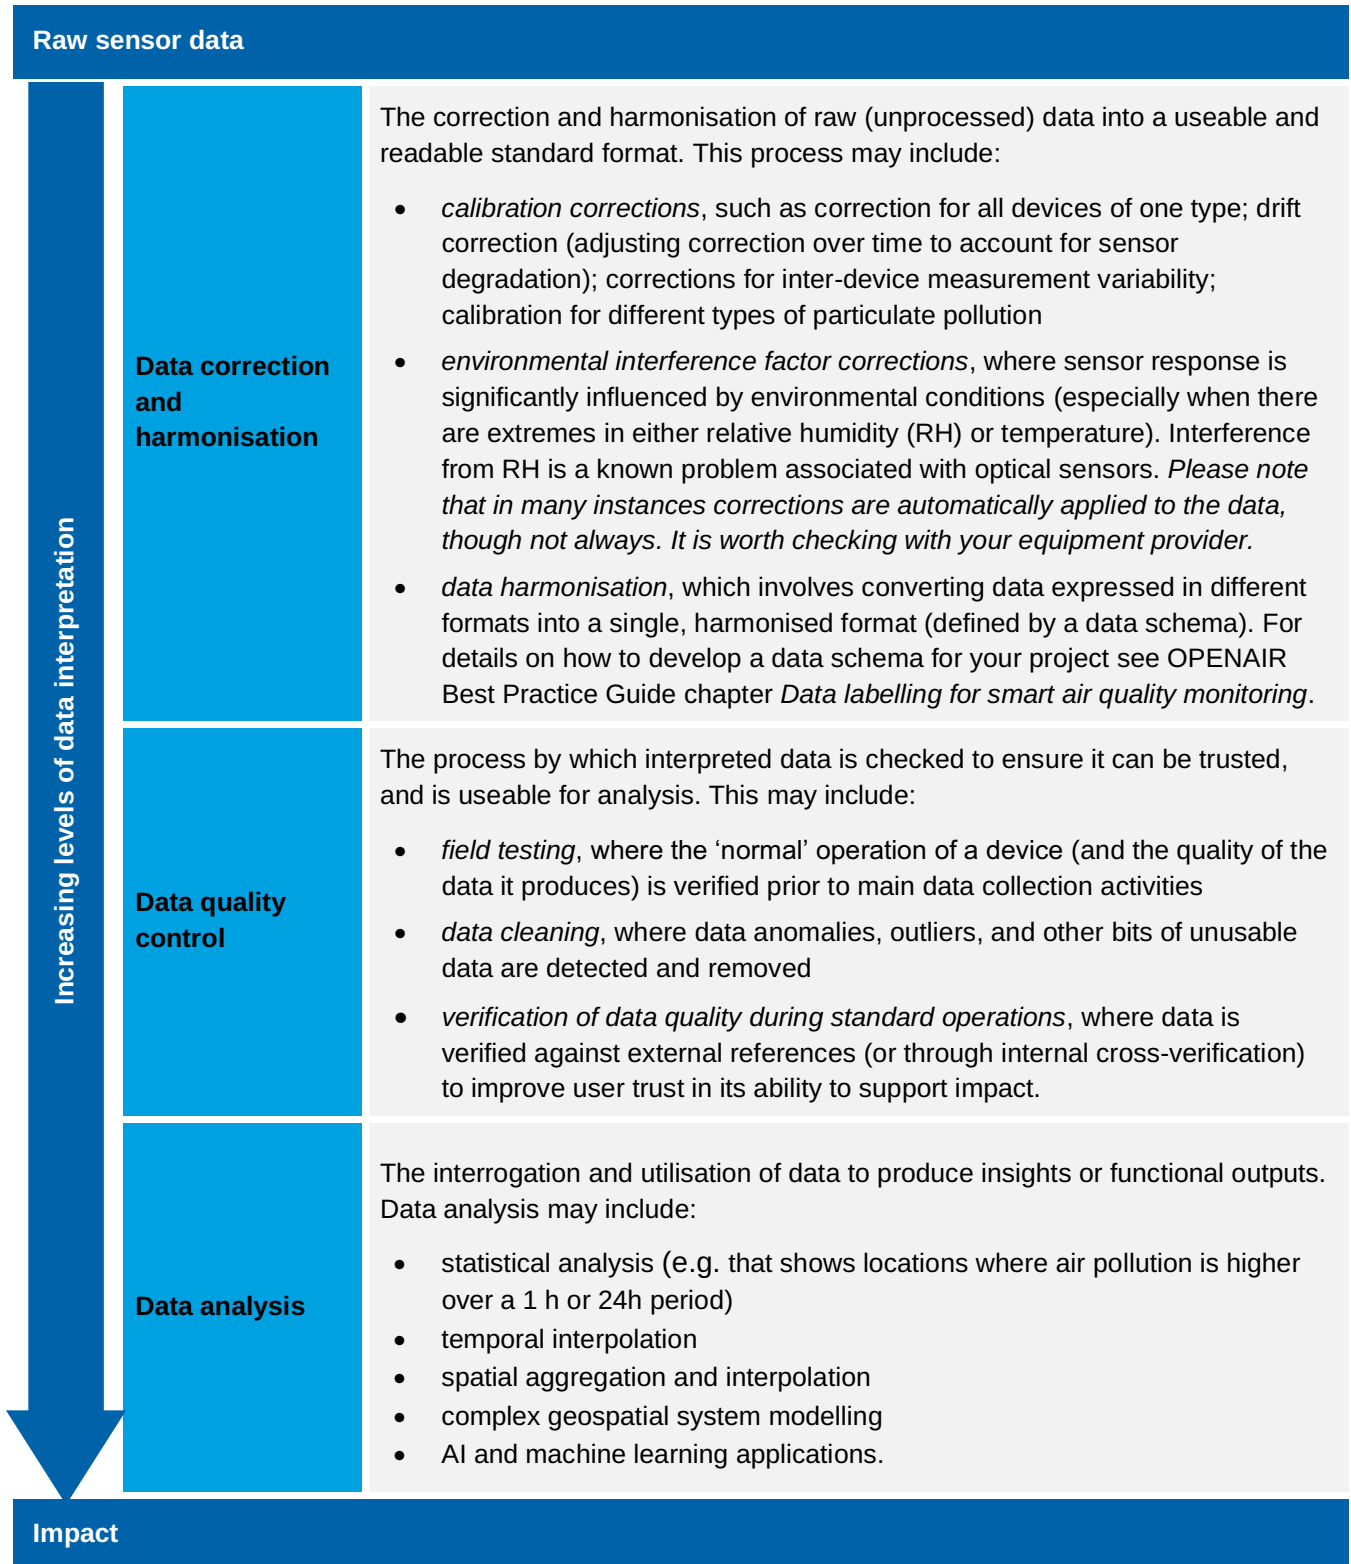 Raw sensor data
Increasing levels of data interpretation
Data correction
and
harmonisation
The correction and harmonisation of raw (unprocessed) data into a useable and
readable standard format. This process may include:
• calibration corrections, such as correction for all devices of one type; drift
correction (adjusting correction over time to account for sensor
degradation); corrections for inter-device measurement variability;
calibration for different types of particulate pollution
• environmental interference factor corrections, where sensor response is
significantly influenced by environmental conditions (especially when there
are extremes in either relative humidity (RH) or temperature). Interference
from RH is a known problem associated with optical sensors. Please note
that in many instances corrections are automatically applied to the data,
though not always. It is worth checking with your equipment provider.
• data harmonisation, which involves converting data expressed in different
formats into a single, harmonised format (defined by a data schema). For
details on how to develop a data schema for your project see OPENAIR
Best Practice Guide chapter Data labelling for smart air quality monitoring.
Data quality
control
The process by which interpreted data is checked to ensure it can be trusted,
and is useable for analysis. This may include:
• field testing, where the ‘normal’ operation of a device (and the quality of the
data it produces) is verified prior to main data collection activities
• data cleaning, where data anomalies, outliers, and other bits of unusable
data are detected and removed
• verification of data quality during standard operations, where data is
verified against external references (or through internal cross-verification)
to improve user trust in its ability to support impact.
Data analysis
The interrogation and utilisation of data to produce insights or functional outputs.
Data analysis may include:
• statistical analysis (e.g. that shows locations where air pollution is higher
over a 1 h or 24h period)
• temporal interpolation
• spatial aggregation and interpolation
• complex geospatial system modelling
• AI and machine learning applications.
Impact